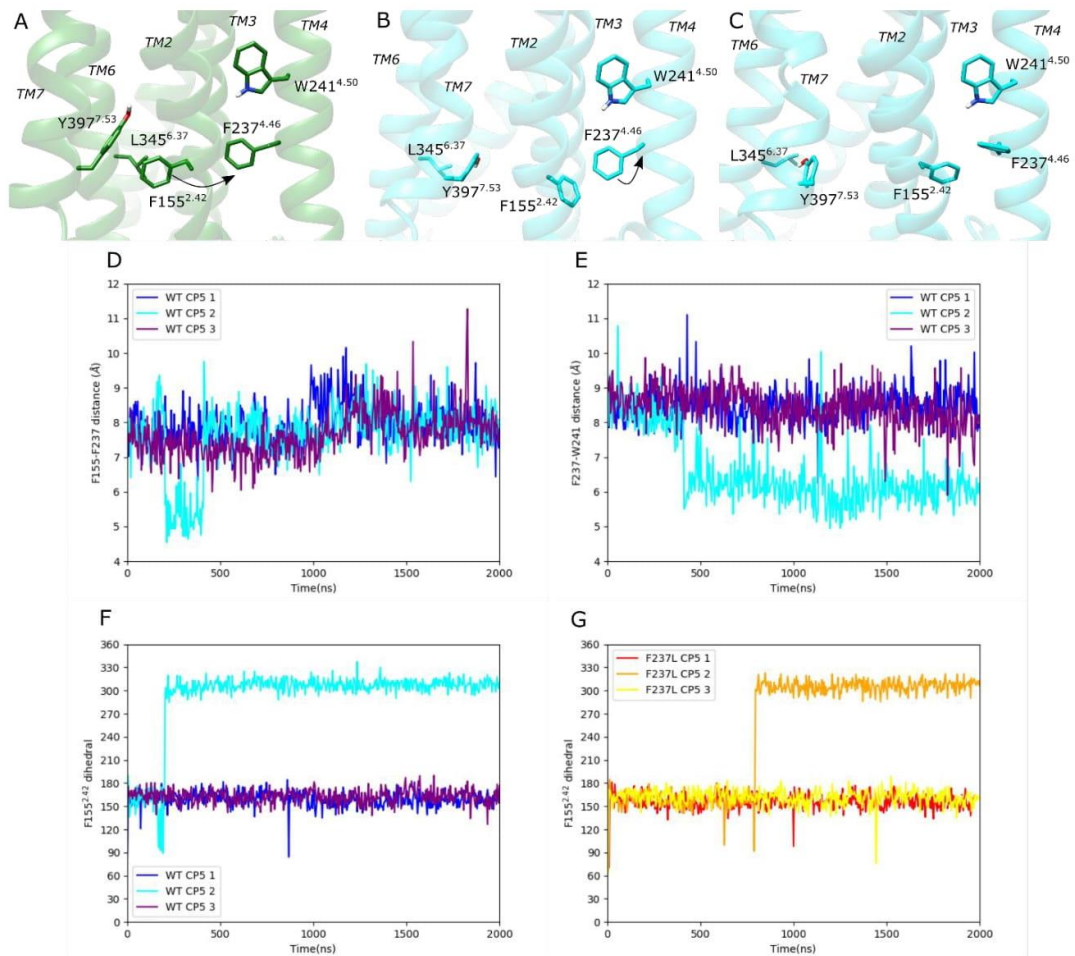 A
TM3
TM4
TM2
TM6
TM7
W241^4.50
Y397^7.53
L345^6.37
F237^4.46
F155^2.42
B
TM3
TM4
TM6
TM2
TM7
W241^4.50
F237^4.46
L345^6.37
Y397^7.53
F155^2.42
C
TM3
TM4
TM6
TM2
TM7
W241^4.50
L345^6.37
Y397^7.53
F155^2.42
F237^4.46
D
12
11
10
9
8
7
6
5
4
F155-F237 distance (Å)
WT CP5 1
WT CP5 2
WT CP5 3
0 500 1000 1500 2000
Time(ns)
E
12
11
10
9
8
7
6
5
4
F237-W241 distance (Å)
WT CP5 1
WT CP5 2
WT CP5 3
0 500 1000 1500 2000
Time(ns)
F
360
330
300
270
240
210
180
150
120
90
60
30
0
F155^2.42 dihedral
WT CP5 1
WT CP5 2
WT CP5 3
0 500 1000 1500 2000
Time(ns)
G
360
330
300
270
240
210
180
150
120
90
60
30
0
F155^2.42 dihedral
F237L CP5 1
F237L CP5 2
F237L CP5 3
0 500 1000 1500 2000
Time(ns)